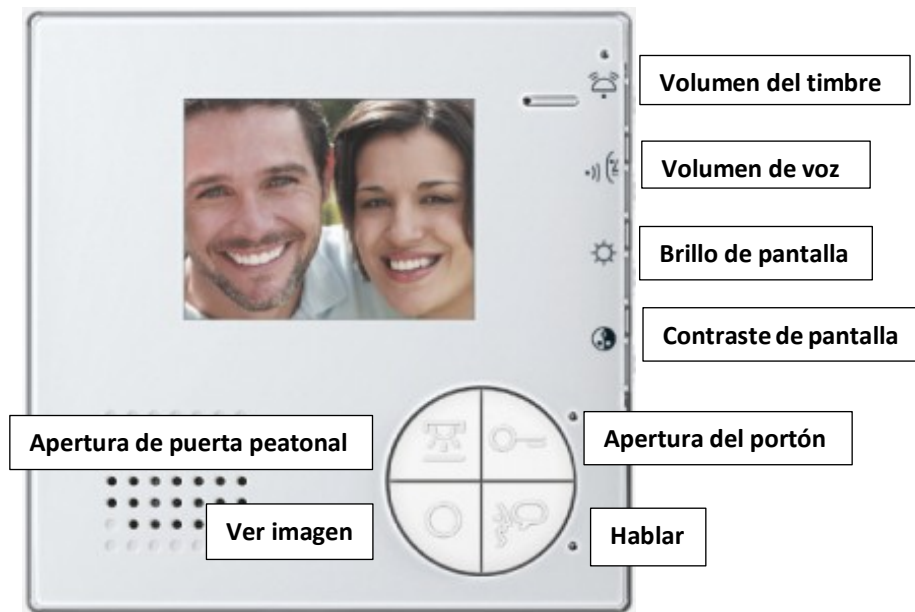 Volumen del timbre
Volumen de voz
Brillo de pantalla
Contraste de pantalla
Apertura de puerta peatonal
Apertura del portón
Ver imagen
Hablar